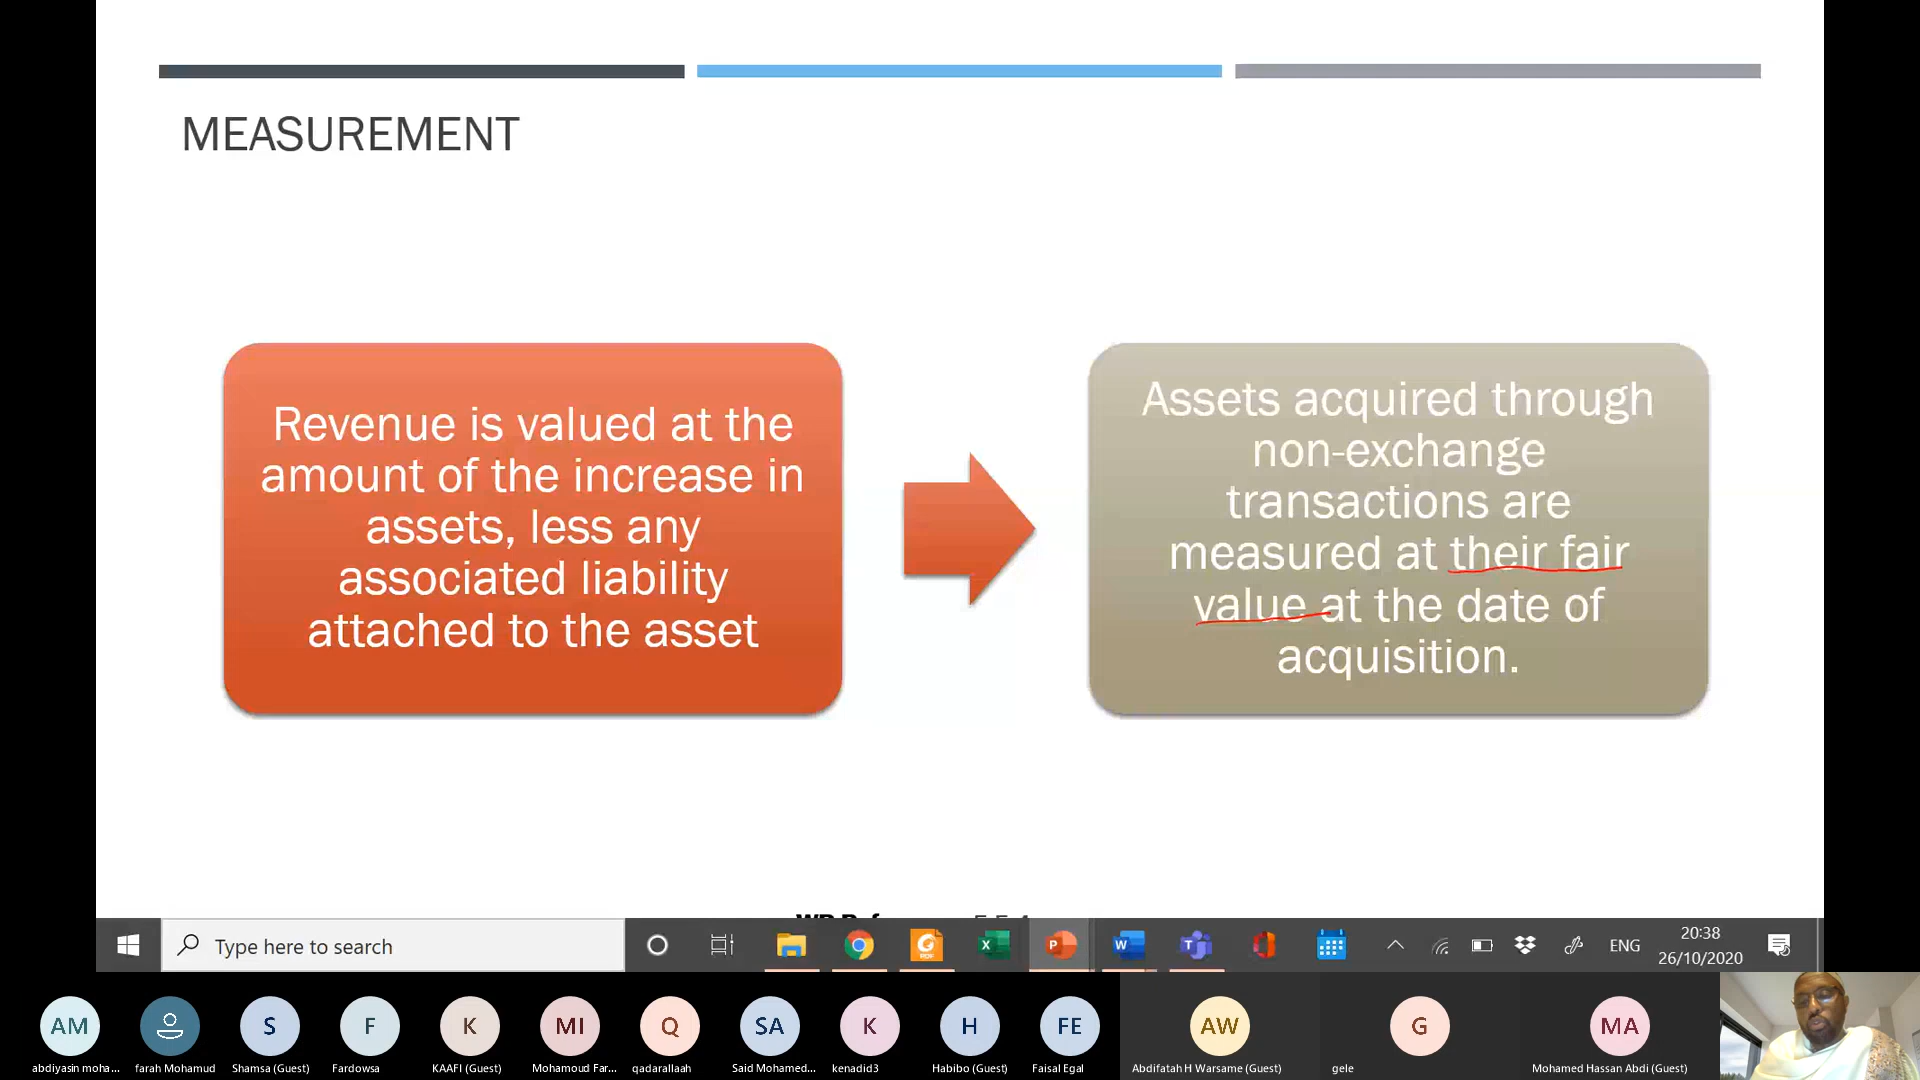 MEASUREMENT
Revenue is valued at the
amount of the increase in
assets, less any
associated liability
attached to the asset
Assets acquired through
non-exchange
transactions are
measured at their fair
value at the date of
acquisition.
Type here to search
ENG
20:38
26/10/2020
AM
S
F
K
MI
Q
SA
K
H
FE
AW
G
MA
abdiyasin moha...
farah Mohamud
Shamsa (Guest)
Fardowsa
KAAFI (Guest)
Mohamoud Far...
qadarallaah
Said Mohamed...
kenadid3
Habibo (Guest)
Faisal Egal
Abdifatah H Warsame (Guest)
gele
Mohamed Hassan Abdi (Guest)